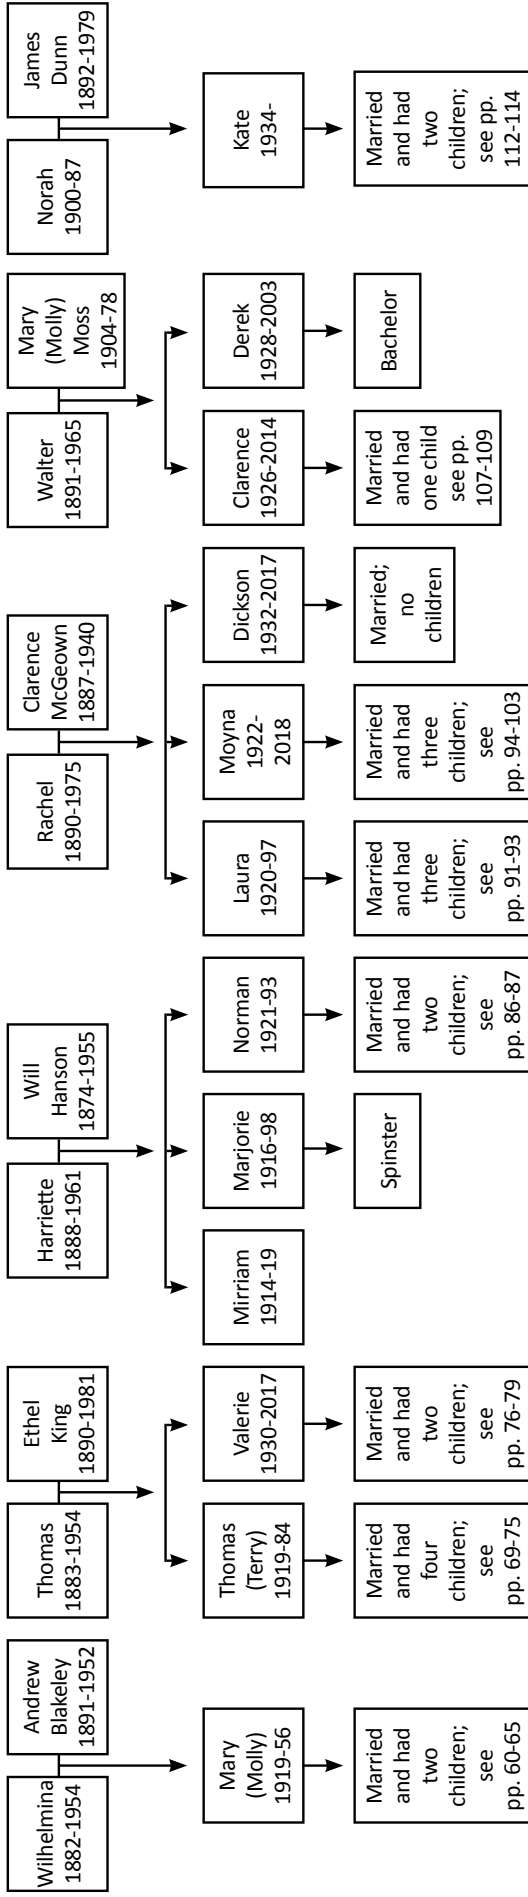 Wilhelmina
1882-1954
Andrew
Blakeley
1891-1952
Thomas
1883-1954
Ethel
King
1890-1981
Harriette
1888-1961
Will
Hanson
1874-1955
Rachel
1890-1975
Clarence
McGeown
1887-1940
Walter
1891-1965
Mary
(Molly)
Moss
1904-78
Norah
1900-87
James
Dunn
1892-1979
Mary
(Molly)
1919-56
Thomas
(Terry)
1919-84
Valerie
1930-2017
Mirriam
1914-19
Marjorie
1916-98
Norman
1921-93
Laura
1920-97
Moyna
1922-
2018
Dickson
1932-2017
Clarence
1926-2014
Derek
1928-2003
Kate
1934-
Married
and had
two
children;
see
pp. 60-65
Married
and had
four
children;
see
pp. 69-75
Married
and had
two
children;
see
pp. 76-79
Spinster
Married
and had
two
children;
see
pp. 86-87
Married
and had
three
children;
see
pp. 91-93
Married
and had
three
children;
see
pp. 94-103
Married;
no
children
Married
and had
one child
see pp.
107-109
Bachelor
Married
and had
two
children;
see pp.
112-114